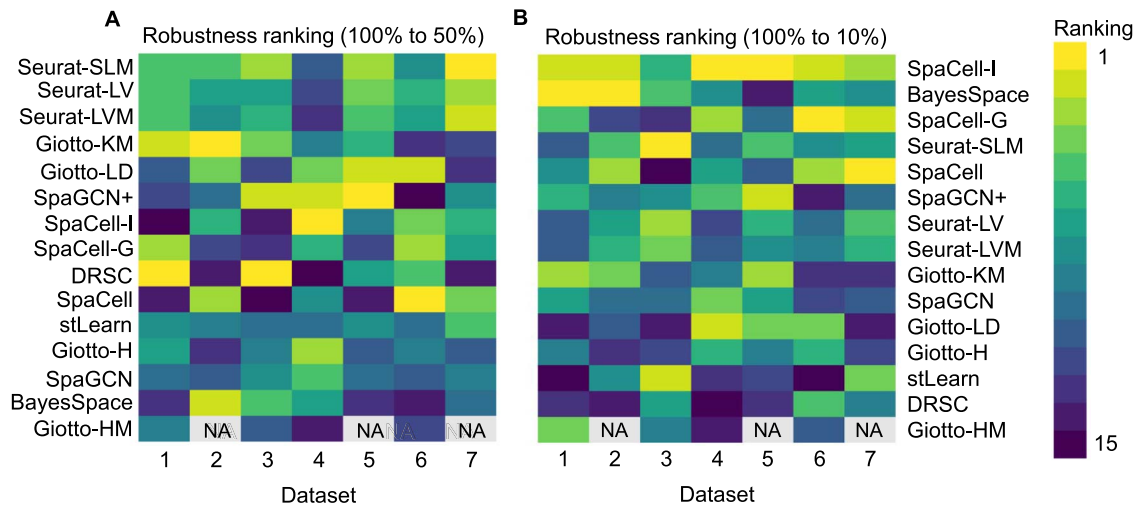 A
Robustness ranking (100% to 50%)
Seurat-SLM
Seurat-LV
Seurat-LVM
Giotto-KM
Giotto-LD
SpaGCN+
SpaCell-I
SpaCell-G
DRSC
SpaCell
stLearn
Giotto-H
SpaGCN
BayesSpace
Giotto-HM
NA NA NA NA
1 2 3 4 5 6 7
Dataset
B
Robustness ranking (100% to 10%)
SpaCell-I
BayesSpace
SpaCell-G
Seurat-SLM
SpaCell
SpaGCN+
Seurat-LV
Seurat-LVM
Giotto-KM
SpaGCN
Giotto-LD
Giotto-H
stLearn
DRSC
Giotto-HM
NA NA NA
1 2 3 4 5 6 7
Dataset
Ranking
1
15